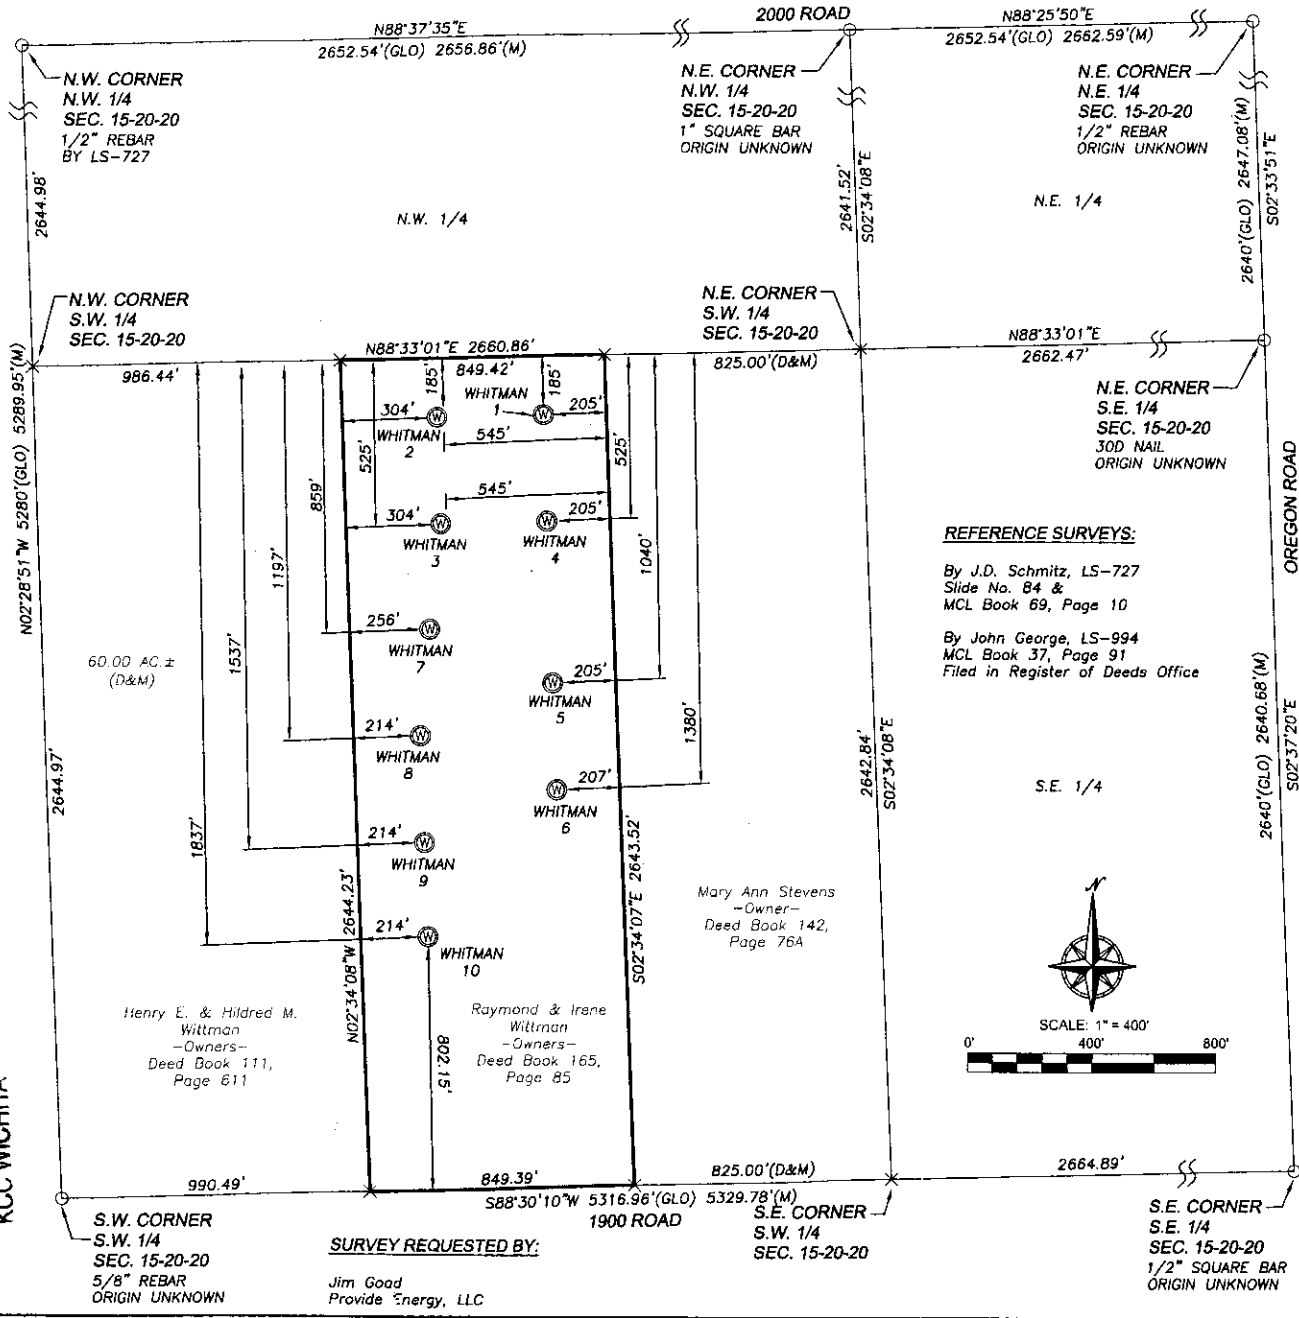 2000 ROAD
N88°37'35"E
2652.54'(GLO) 2656.86'(M)
N88°25'50"E
2652.54'(GLO) 2662.59'(M)
N.W. CORNER
N.W. 1/4
SEC. 15-20-20
1/2" REBAR
BY LS-727
N.E. CORNER
N.W. 1/4
SEC. 15-20-20
1" SQUARE BAR
ORIGIN UNKNOWN
N.E. CORNER
N.E. 1/4
SEC. 15-20-20
1/2" REBAR
ORIGIN UNKNOWN
2644.98'
N.W. 1/4
2641.52'
S02°34'08"E
N.E. 1/4
2640'(GLO) 2647.08'(M)
S02°33'51"E
N.W. CORNER
S.W. 1/4
SEC. 15-20-20
N.E. CORNER
S.W. 1/4
SEC. 15-20-20
N88°33'01"E 2660.86'
N88°33'01"E
2662.47'
986.44'
849.42'
825.00'(D&M)
N.E. CORNER
S.E. 1/4
SEC. 15-20-20
30D NAIL
ORIGIN UNKNOWN
OREGON ROAD
N02°28'51"W 5280'(GLO) 5289.95'(M)
185'
185'
WHITMAN
1
205'
304'
WHITMAN
2
545'
525'
525'
545'
304'
WHITMAN
3
205'
WHITMAN
4
859'
1040'
1197'
256'
WHITMAN
7
205'
WHITMAN
5
1537'
1380'
214'
WHITMAN
8
207'
WHITMAN
6
1837'
214'
WHITMAN
9
214'
WHITMAN
10
802.15'
W
W
W
W
W
W
W
W
W
W
60.00 AC.±
(D&M)
2644.97'
N02°34'08"W 2644.23'
S02°34'07"E 2643.52'
2642.84'
S02°34'08"E
REFERENCE SURVEYS:
By J.D. Schmitz, LS-727
Slide No. 84 &
MCL Book 69, Page 10
By John George, LS-994
MCL Book 37, Page 91
Filed in Register of Deeds Office
S.E. 1/4
2640'(GLO) 2640.68'(M)
S02°37'20"E
Mary Ann Stevens
-Owner-
Deed Book 142,
Page 76A
Henry E. & Hildred M.
Wittman
-Owners-
Deed Book 111,
Page 611
Raymond & Irene
Wittman
-Owners-
Deed Book 165,
Page 85
N
SCALE: 1" = 400'
0'
400'
800'
KCC WICHITA
990.49'
849.39'
825.00'(D&M)
2664.89'
S88°30'10"W 5316.96'(GLO) 5329.78'(M)
1900 ROAD
S.W. CORNER
S.W. 1/4
SEC. 15-20-20
5/8" REBAR
ORIGIN UNKNOWN
S.E. CORNER
S.W. 1/4
SEC. 15-20-20
S.E. CORNER
S.E. 1/4
SEC. 15-20-20
1/2" SQUARE BAR
ORIGIN UNKNOWN
SURVEY REQUESTED BY:
Jim Goad
Provide Energy, LLC